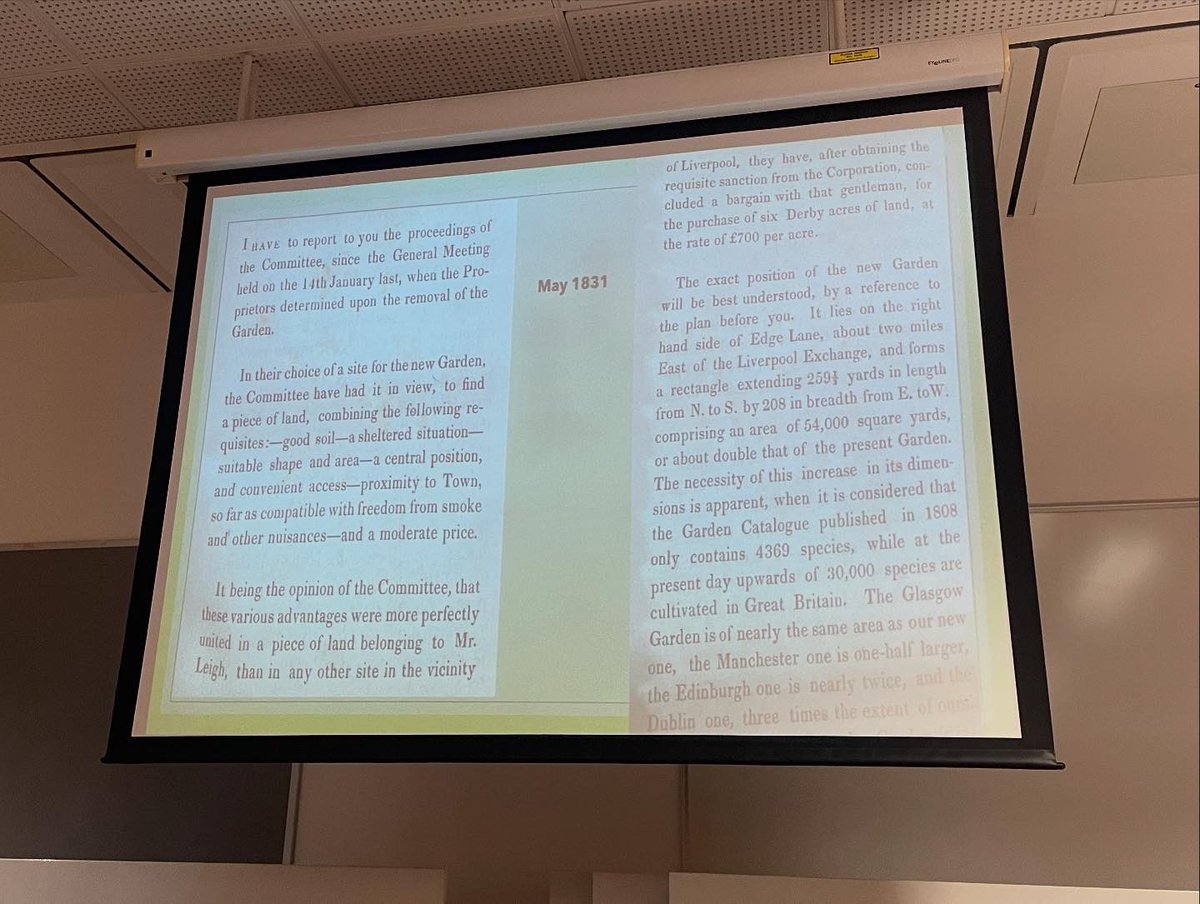 I HAVE to report to you the proceedings of
the Committee, since the General Meeting
held on the 14th January last, when the Pro-
prietors determined upon the removal of the
Garden.
In their choice of a site for the new Garden,
the Committee have had it in view, to find
a piece of land, combining the following re-
quisites:—good soil—a sheltered situation—
suitable shape and area—a central position,
and convenient access—proximity to Town,
so far as compatible with freedom from smoke
and other nuisances—and a moderate price.
It being the opinion of the Committee, that
these various advantages were more perfectly
united in a piece of land belonging to Mr.
Leigh, than in any other site in the vicinity
May 1831
of Liverpool, they have, after obtaining the
requisite sanction from the Corporation, con-
cluded a bargain with that gentleman, for
the purchase of six Derby acres of land, at
the rate of £700 per acre.
The exact position of the new Garden
will be best understood, by a reference to
the plan before you. It lies on the right
hand side of Edge Lane, about two miles
East of the Liverpool Exchange, and forms
a rectangle extending yards in length
from N. to S. by 208 in breadth from E. to W.
comprising an area of 54,000 square yards,
or about double that of the present Garden.
The necessity of this increase in its dimen-
sions is apparent, when it is considered that
the Garden Catalogue published in 1808
only contains 4369 species, while at the
present day upwards of 30,000 species are
cultivated in Great Britain. The Glasgow
Garden is of nearly the same area as our new
one, the Manchester one is one-half larger,
the Edinburgh one is nearly twice, and the
Dublin one, three times the extent of ours.